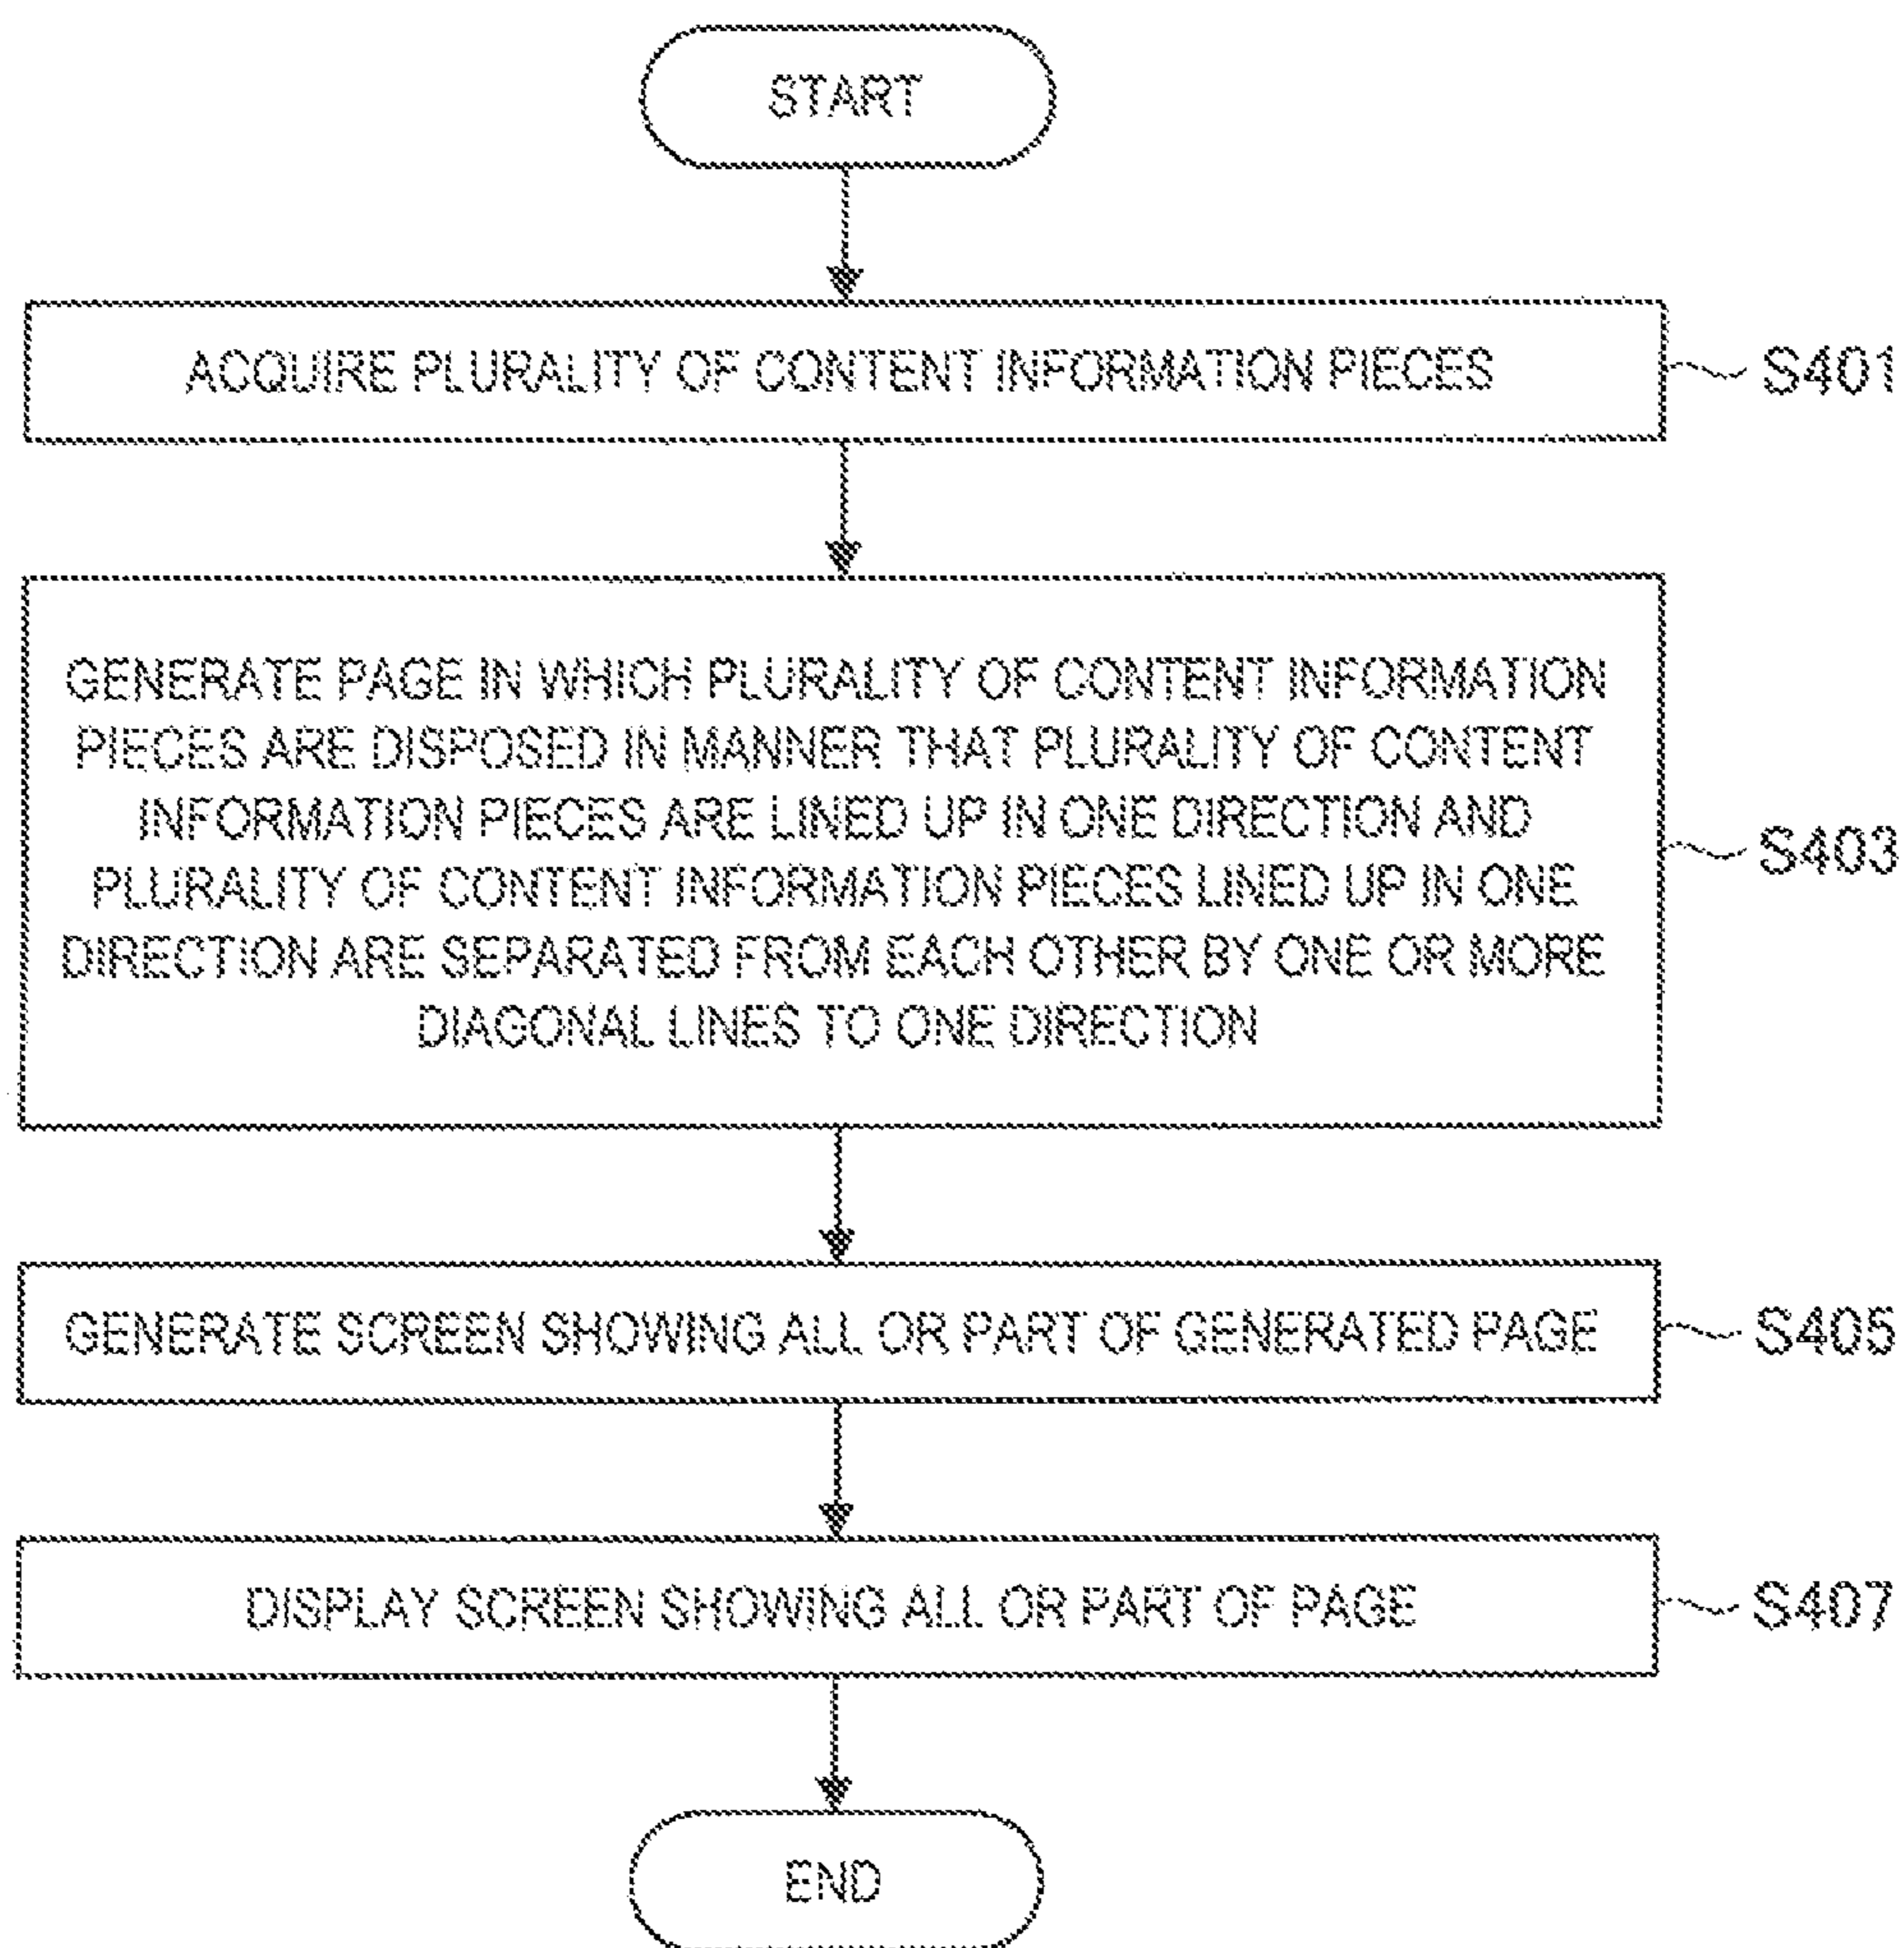 START
ACQUIRE PLURALITY OF CONTENT INFORMATION PIECES
S401
GENERATE PAGE IN WHICH PLURALITY OF CONTENT INFORMATION
PIECES ARE DISPOSED IN MANNER THAT PLURALITY OF CONTENT
INFORMATION PIECES ARE LINED UP IN ONE DIRECTION AND
PLURALITY OF CONTENT INFORMATION PIECES LINED UP IN ONE
DIRECTION ARE SEPARATED FROM EACH OTHER BY ONE OR MORE
DIAGONAL LINES TO ONE DIRECTION
S403
GENERATE SCREEN SHOWING ALL OR PART OF GENERATED PAGE
S405
DISPLAY SCREEN SHOWING ALL OR PART OF PAGE
S407
END